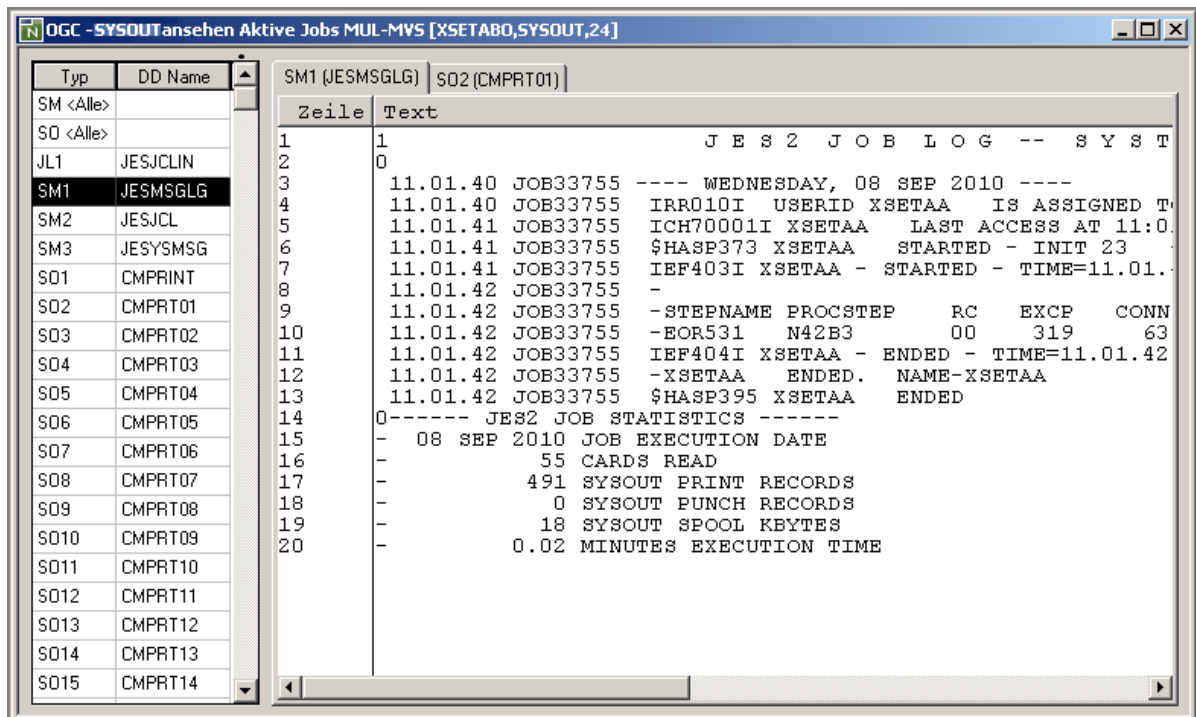 OGC -SYSOUTansehen Aktive Jobs MUL-MVS [XSETABO,SYSOUT,24]
Typ DD Name
SM <Alle>
SO <Alle>
JL1 JESJCLIN
SM1 JESMSGLG
SM2 JESJCL
SM3 JESYSMSG
SO1 CMPRINT
SO2 CMPRT01
SO3 CMPRT02
SO4 CMPRT03
SO5 CMPRT04
SO6 CMPRT05
SO7 CMPRT06
SO8 CMPRT07
SO9 CMPRT08
SO10 CMPRT09
SO11 CMPRT10
SO12 CMPRT11
SO13 CMPRT12
SO14 CMPRT13
SO15 CMPRT14
SM1 (JESMSGLG) SO2 (CMPRT01)
Zeile Text
1 1 J E S 2 J O B L O G -- S Y S T
2 0
3 11.01.40 JOB33755 ---- WEDNESDAY, 08 SEP 2010 ----
4 11.01.40 JOB33755 IRR010I USERID XSETAA IS ASSIGNED T
5 11.01.41 JOB33755 ICH70001I XSETAA LAST ACCESS AT 11:0
6 11.01.41 JOB33755 $HASP373 XSETAA STARTED - INIT 23 -
7 11.01.41 JOB33755 IEF403I XSETAA - STARTED - TIME=11.01.
8 11.01.42 JOB33755 -
9 11.01.42 JOB33755 -STEPNAME PROCSTEP RC EXCP CONN
10 11.01.42 JOB33755 -EOR531 N42B3 00 319 63
11 11.01.42 JOB33755 IEF404I XSETAA - ENDED - TIME=11.01.42
12 11.01.42 JOB33755 -XSETAA ENDED. NAME-XSETAA
13 11.01.42 JOB33755 $HASP395 XSETAA ENDED
14 0------ JES2 JOB STATISTICS ------
15 - 08 SEP 2010 JOB EXECUTION DATE
16 - 55 CARDS READ
17 - 491 SYSOUT PRINT RECORDS
18 - 0 SYSOUT PUNCH RECORDS
19 - 18 SYSOUT SPOOL KBYTES
20 - 0.02 MINUTES EXECUTION TIME